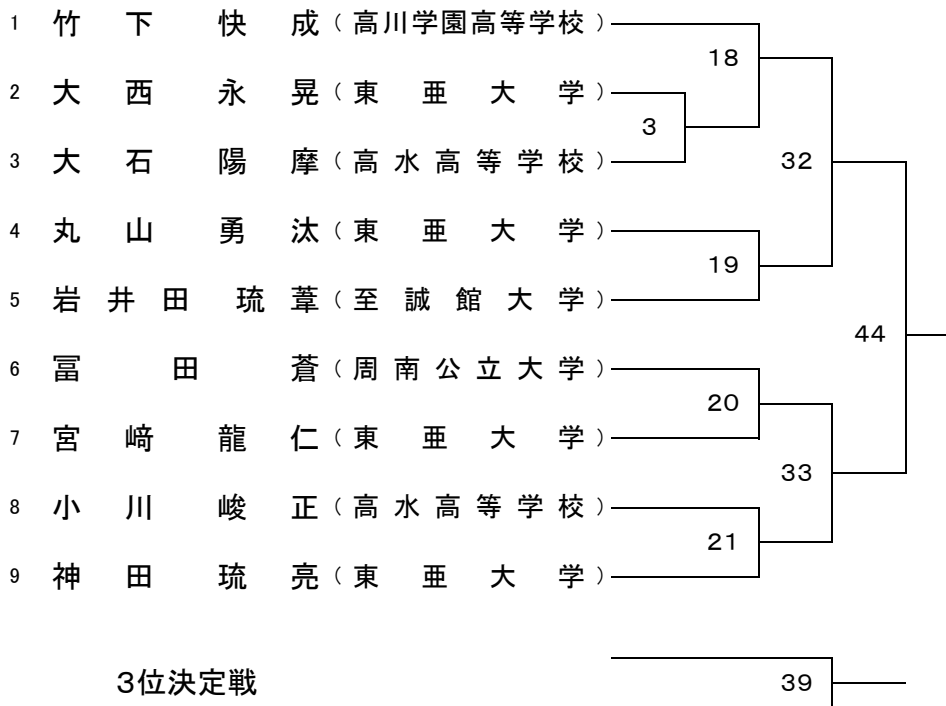 1 竹下 快成 (高川学園高等学校)
18
2 大西 永晃 (東亜大学)
3
3 大石 陽摩 (高水高等学校)
32
4 丸山 勇汰 (東亜大学)
19
5 岩井田 琉葦 (至誠館大学)
44
6 冨田 蒼 (周南公立大学)
20
7 宮﨑 龍仁 (東亜大学)
33
8 小川 峻正 (高水高等学校)
21
9 神田 琉亮 (東亜大学)
3位決定戦 39